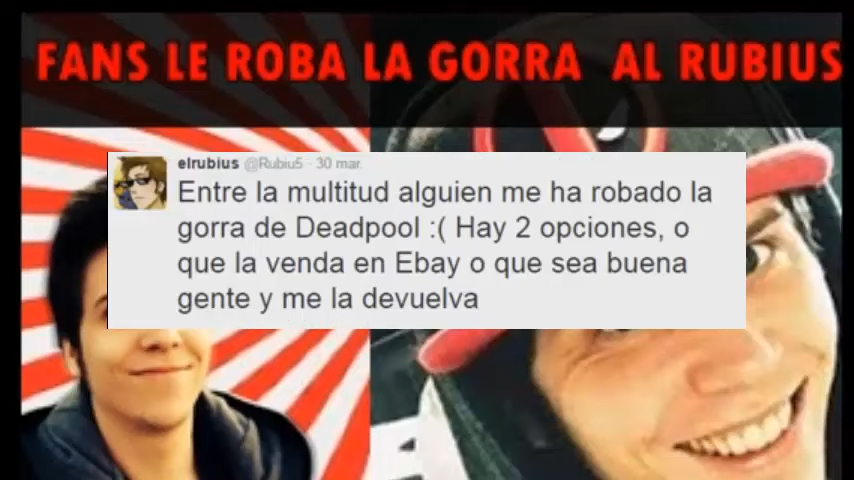 FANS LE ROBA LA GORRA AL RUBIUS
elrubius @Rubiu5 · 30 mar.
Entre la multitud alguien me ha robado la
gorra de Deadpool :( Hay 2 opciones, o
que la venda en Ebay o que sea buena
gente y me la devuelva